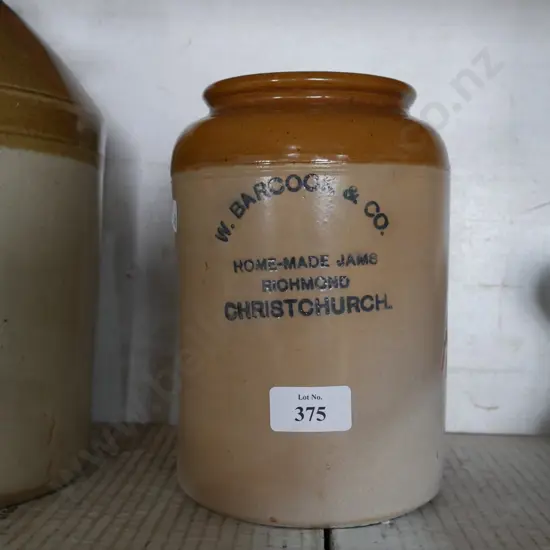 W. BARCOCK & CO.
HOME-MADE JAMS
RICHMOND
CHRISTCHURCH.
Lot No.
375